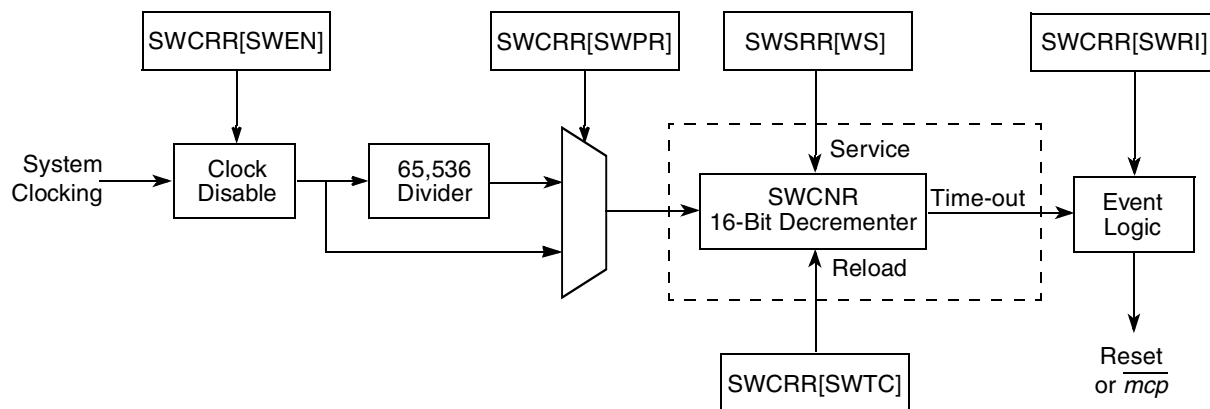 SWCRR[SWEN]
SWCRR[SWPR]
SWSRR[WS]
SWCRR[SWRI]
System
Clocking
Clock
Disable
65,536
Divider
Service
SWCNR
16-Bit Decrementer
Reload
Time-out
Event
Logic
SWCRR[SWTC]
Reset
or mcp